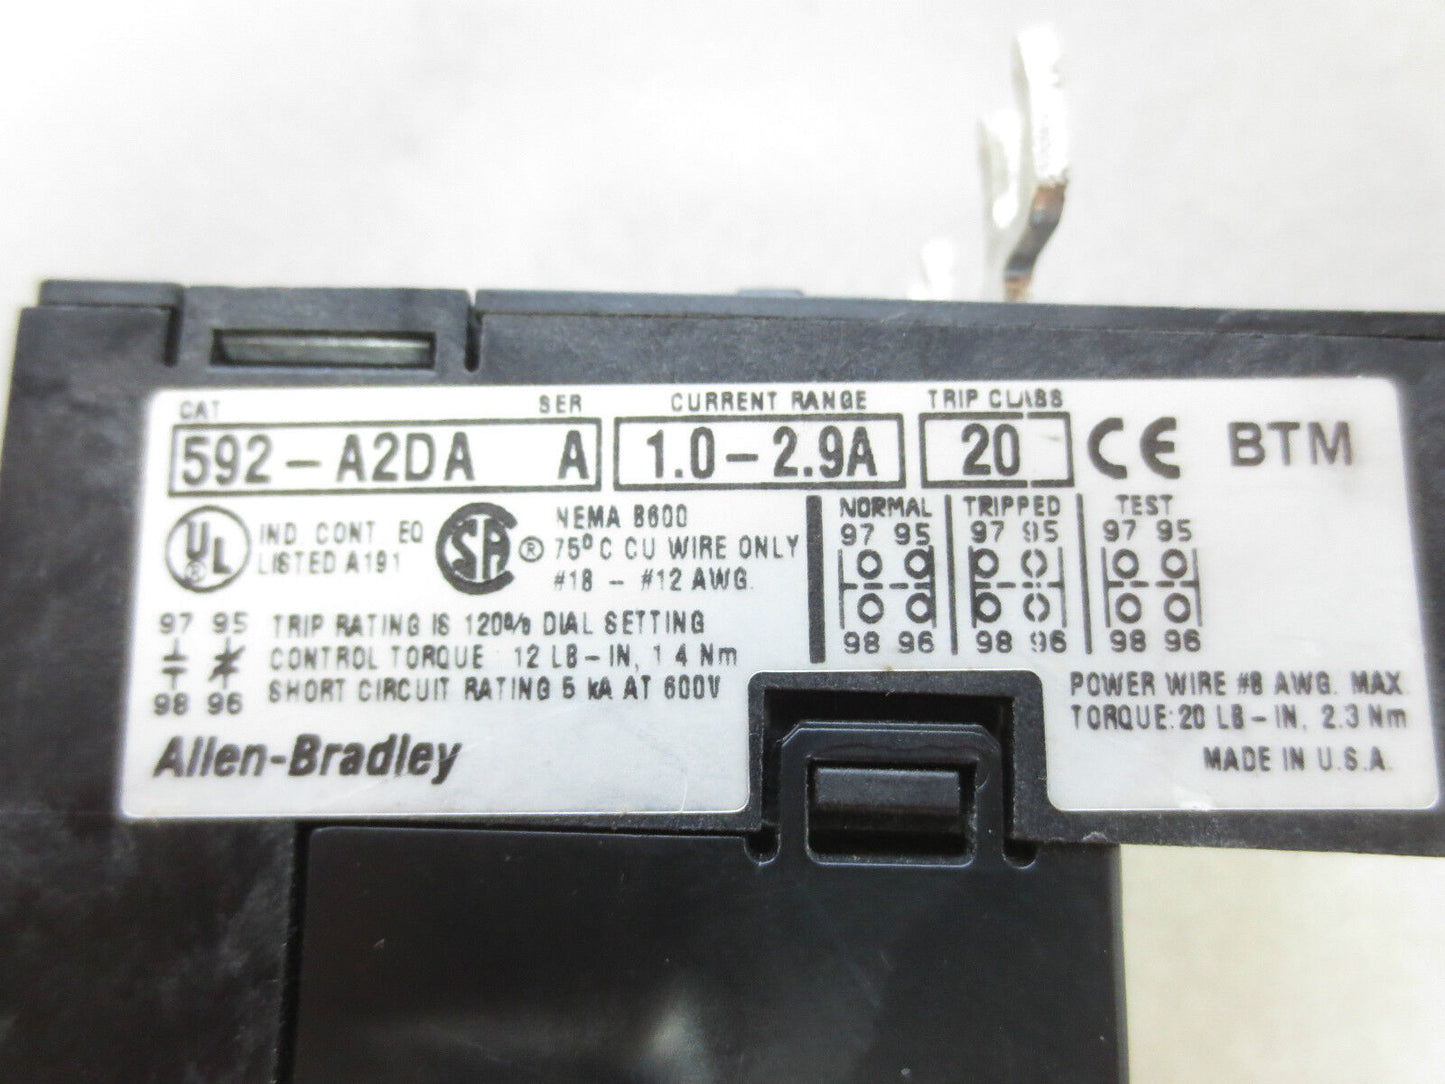 CAT SER CURRENT RANGE TRIP CLASS
592-A2DA A 1.0-2.9A 20 CE BTM
UL ® IND. CONT. EQ
LISTED A191
SA ®
NEMA B600
75°C CU WIRE ONLY
#18 - #12 AWG.
NORMAL TRIPPED TEST
97 95 97 95 97 95
98 96 98 96 98 96
97 95
98 96
TRIP RATING IS 120% DIAL SETTING
CONTROL TORQUE 12 LB-IN, 1.4 Nm
SHORT CIRCUIT RATING 5 kA AT 600V
Allen-Bradley
POWER WIRE #8 AWG. MAX.
TORQUE: 20 LB-IN, 2.3 Nm
MADE IN U.S.A.